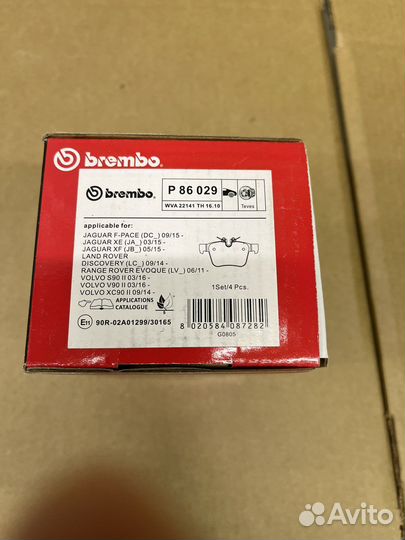 brembo.
brembo. P 86 029
WVA 22141 TH 16.10 Teves
applicable for:
JAGUAR F-PACE (DC_) 09/15 -
JAGUAR XE (JA_) 03/15 -
JAGUAR XF (JB_) 05/15 -
LAND ROVER
DISCOVERY (LC_) 09/14 -
RANGE ROVER EVOQUE (LV_) 06/11 -
VOLVO S90 II 03/16 -
VOLVO V90 II 03/16 -
VOLVO XC90 II 09/14 -
1Set/4 Pcs.
APPLICATIONS
CATALOGUE
E11 90R-02A01299/30165
8 020584 087282
G0805
Avito